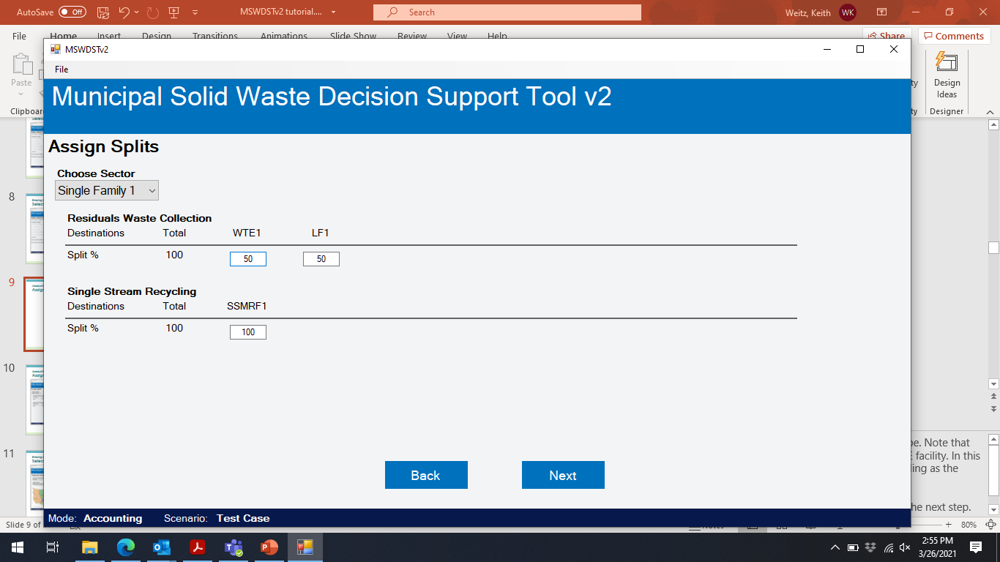 AutoSave Off MSWDSTv2 tutorial.... Search Weitz, Keith WK
File Home Insert Design Transitions Animations Slide Show Review View Help Share Comments
MSWDSTv2
File
Paste
Design
Ideas
Designer
Municipal Solid Waste Decision Support Tool v2
Assign Splits
Choose Sector
Single Family 1
Residuals Waste Collection
Destinations Total WTE1 LF1
Split % 100 50 50
Single Stream Recycling
Destinations Total SSMRF1
Split % 100 100
8
9
10
11
be. Note that
E facility. In this
ling as the
he next step.
Back Next
Mode: Accounting Scenario: Test Case
Slide 9 of
80%
2:55 PM
3/26/2021